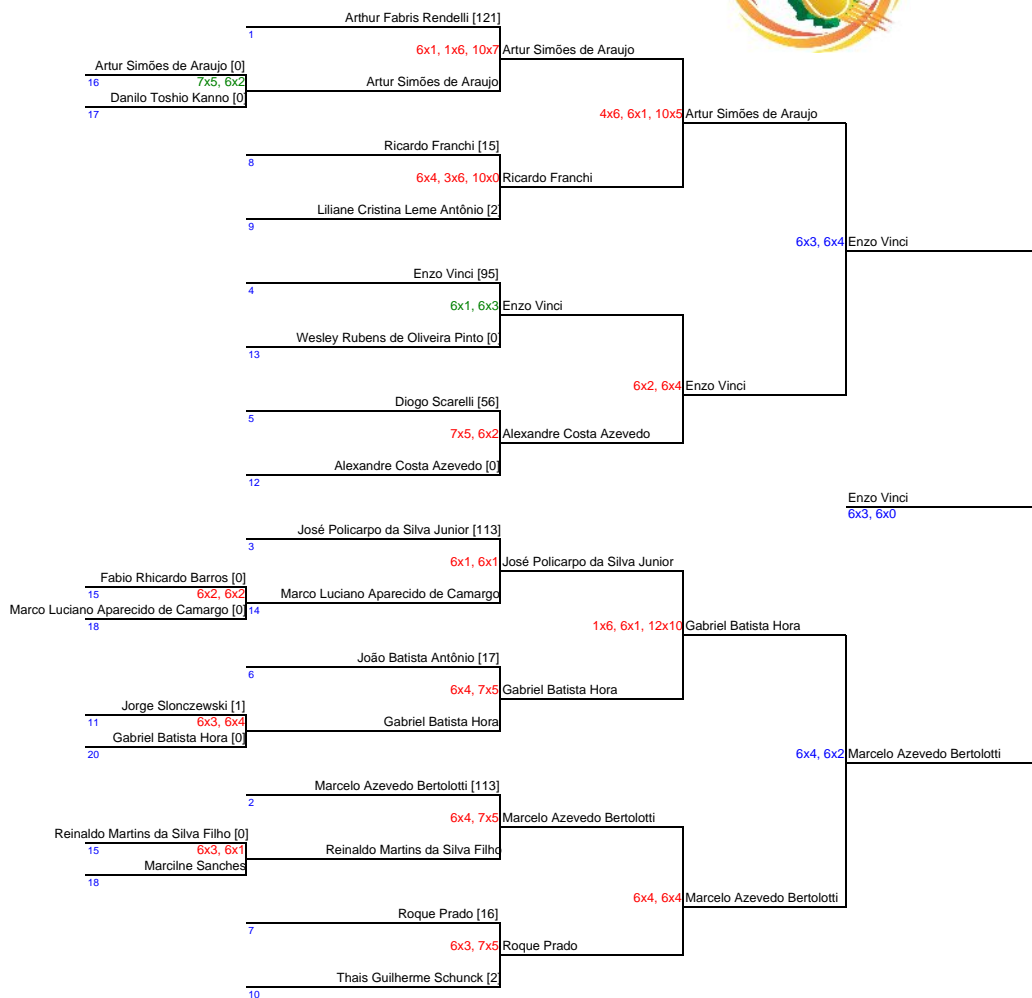 Arthur Fabris Rendelli [121]
1
6x1, 1x6, 10x7 Artur Simões de Araujo
Artur Simões de Araujo [0]
16 7x5, 6x2 Artur Simões de Araujo
Danilo Toshio Kanno [0]
17
4x6, 6x1, 10x5 Artur Simões de Araujo
Ricardo Franchi [15]
8
6x4, 3x6, 10x0 Ricardo Franchi
Liliane Cristina Leme Antônio [2]
9
6x3, 6x4 Enzo Vinci
Enzo Vinci [95]
4
6x1, 6x3 Enzo Vinci
Wesley Rubens de Oliveira Pinto [0]
13
6x2, 6x4 Enzo Vinci
Diogo Scarelli [56]
5
7x5, 6x2 Alexandre Costa Azevedo
Alexandre Costa Azevedo [0]
12
Enzo Vinci
6x3, 6x0
José Policarpo da Silva Junior [113]
3
6x1, 6x1 José Policarpo da Silva Junior
Fabio Rhicardo Barros [0]
15 6x2, 6x2 Marco Luciano Aparecido de Camargo
Marco Luciano Aparecido de Camargo [0] 14
18
1x6, 6x1, 12x10 Gabriel Batista Hora
João Batista Antônio [17]
6
6x4, 7x5 Gabriel Batista Hora
Jorge Slonczewski [1]
11 6x3, 6x4 Gabriel Batista Hora
Gabriel Batista Hora [0]
20
6x4, 6x2 Marcelo Azevedo Bertolotti
Marcelo Azevedo Bertolotti [113]
2
6x4, 7x5 Marcelo Azevedo Bertolotti
Reinaldo Martins da Silva Filho [0]
15 6x3, 6x1 Reinaldo Martins da Silva Filho
Marcilne Sanches
18
6x4, 6x4 Marcelo Azevedo Bertolotti
Roque Prado [16]
7
6x3, 7x5 Roque Prado
Thais Guilherme Schunck [2]
10